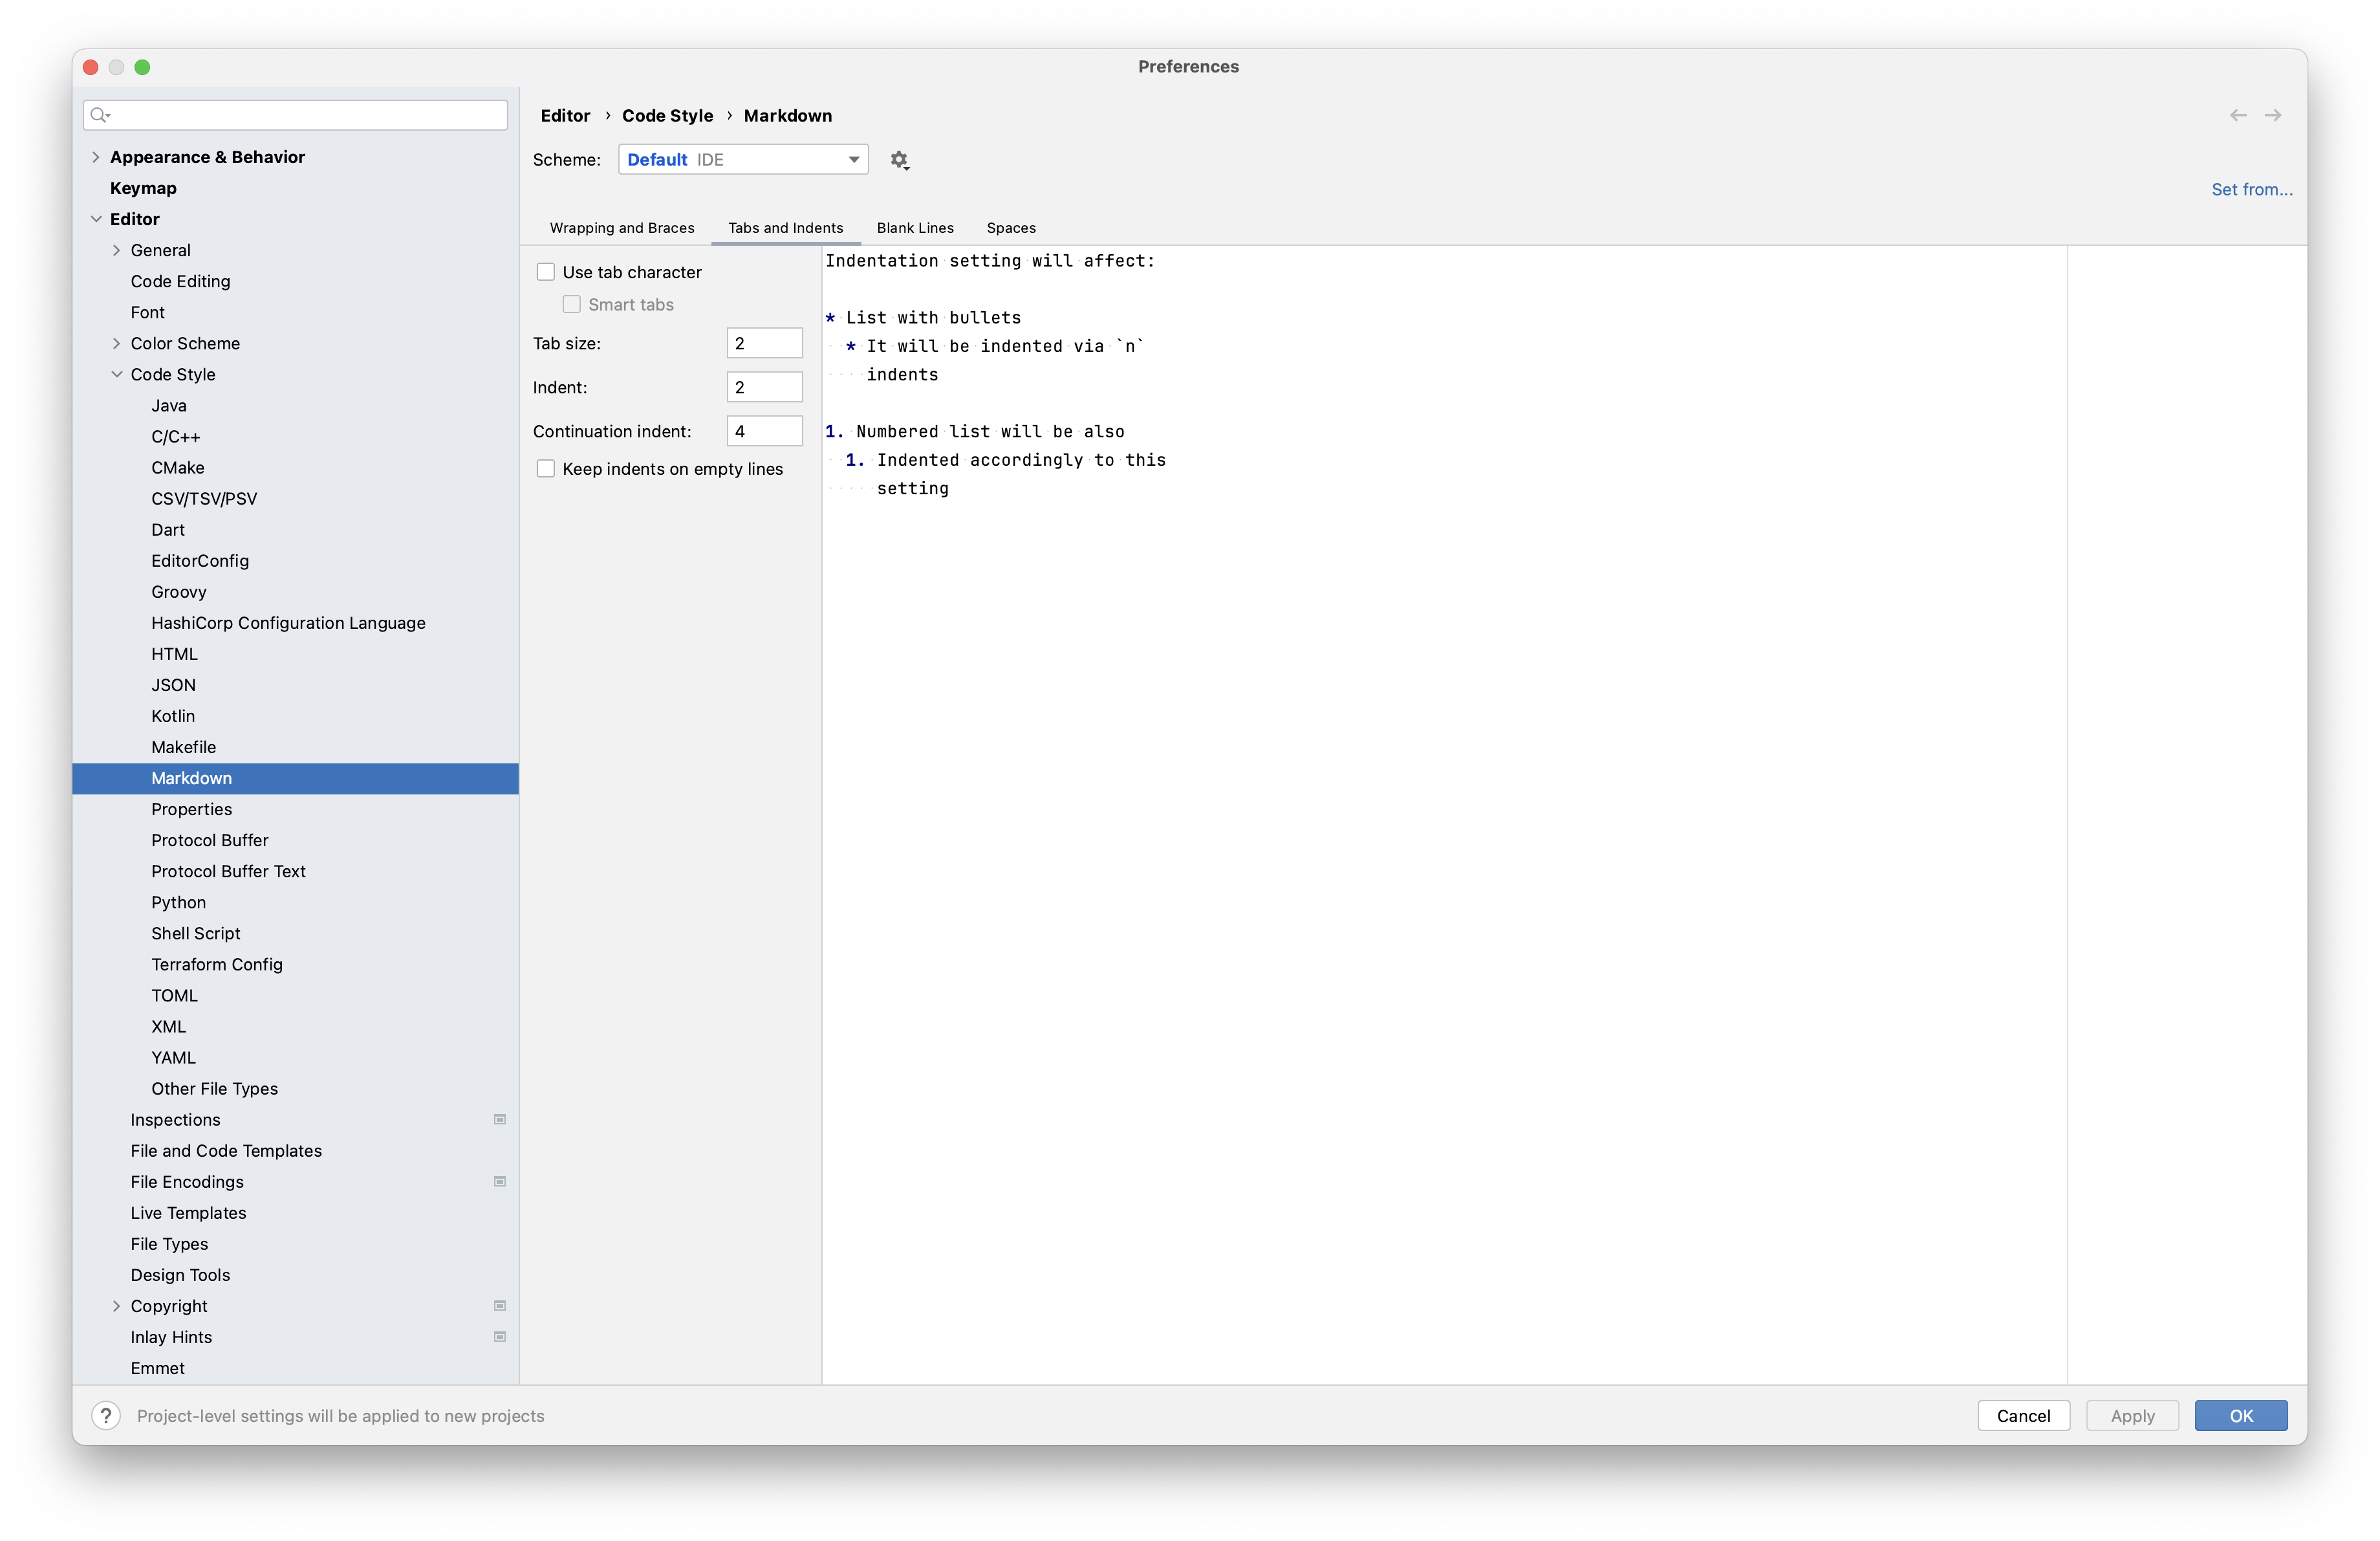 Preferences
Appearance & Behavior
Keymap
Editor
General
Code Editing
Font
Color Scheme
Code Style
Java
C/C++
CMake
CSV/TSV/PSV
Dart
EditorConfig
Groovy
HashiCorp Configuration Language
HTML
JSON
Kotlin
Makefile
Markdown
Properties
Protocol Buffer
Protocol Buffer Text
Python
Shell Script
Terraform Config
TOML
XML
YAML
Other File Types
Inspections
File and Code Templates
File Encodings
Live Templates
File Types
Design Tools
Copyright
Inlay Hints
Emmet
Editor › Code Style › Markdown
Scheme: Default IDE
Set from...
Wrapping and Braces Tabs and Indents Blank Lines Spaces
Use tab character
Smart tabs
Tab size: 2
Indent: 2
Continuation indent: 4
Keep indents on empty lines
Indentation setting will affect:
* List with bullets
* It will be indented via `n`
indents
1. Numbered list will be also
1. Indented accordingly to this
setting
? Project-level settings will be applied to new projects
Cancel Apply OK